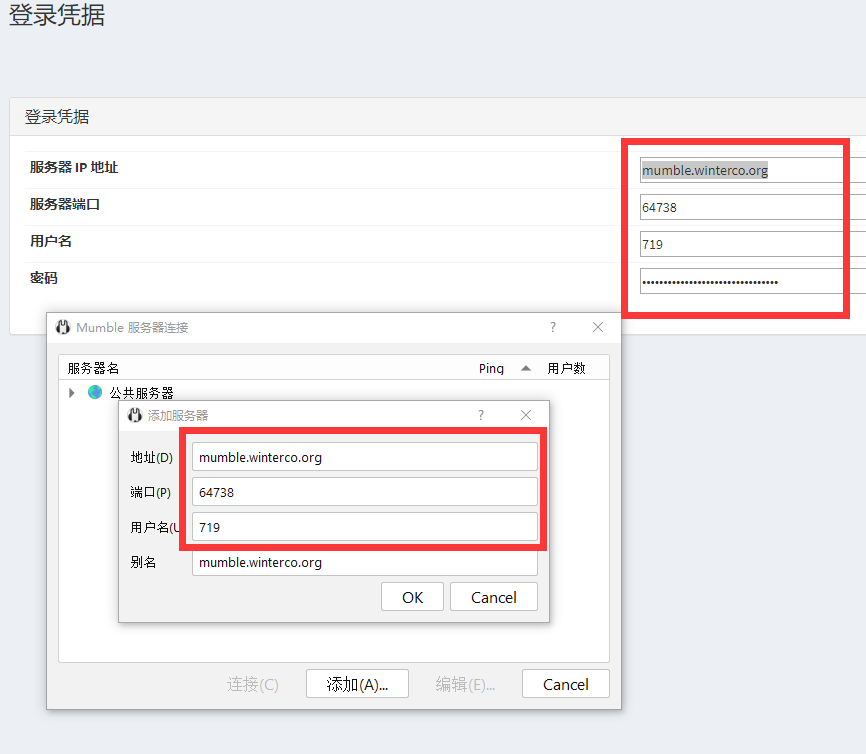 登录凭据
登录凭据
服务器 IP 地址
mumble.winterco.org
服务器端口
64738
用户名
719
密码
••••••••••••••••••••••••••••••••
Mumble 服务器连接
服务器名 Ping 用户数
公共服务器
添加服务器
地址(D) mumble.winterco.org
端口(P) 64738
用户名(U 719
别名 mumble.winterco.org
OK Cancel
连接(C) 添加(A)... 编辑(E)... Cancel